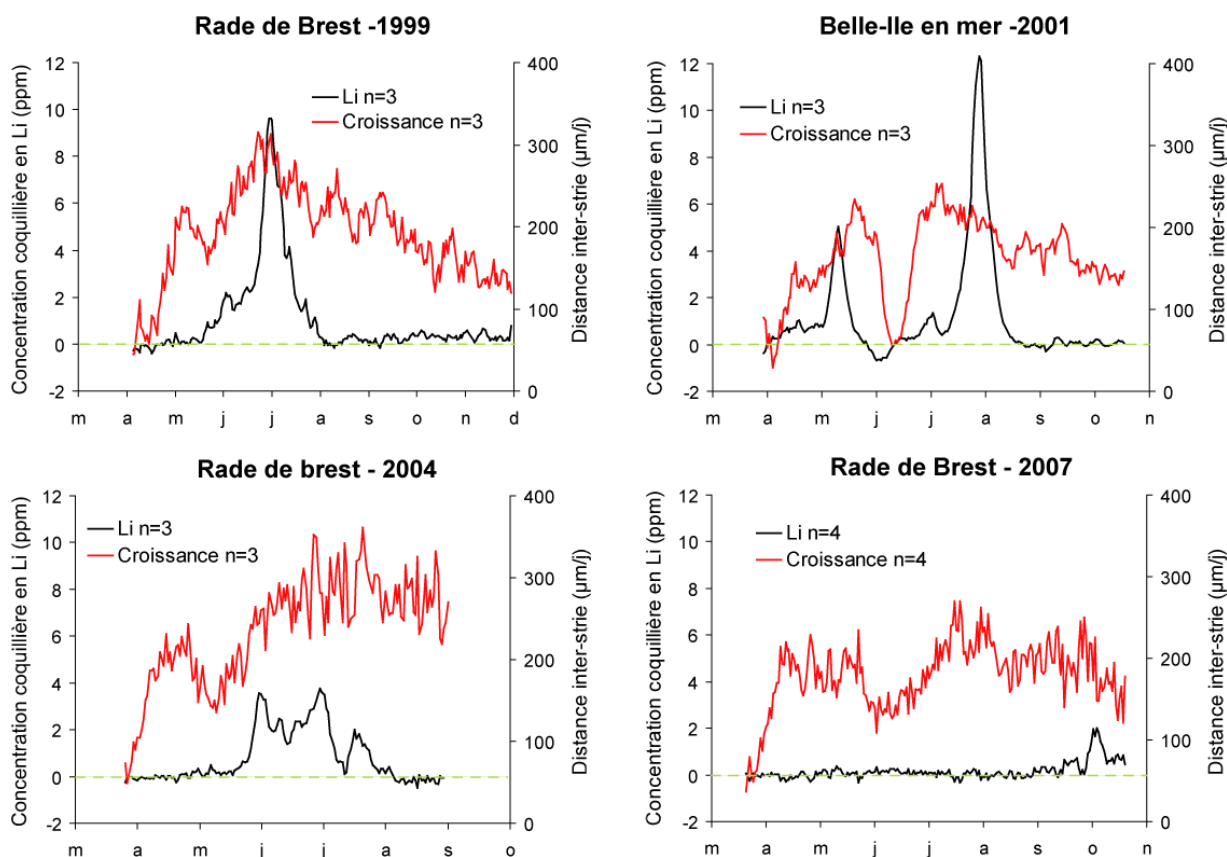 Rade de Brest -1999
Concentration coquillière en Li (ppm)
12
10
8
6
4
2
0
-2
Li n=3
Croissance n=3
400
300
200
100
0
Distance inter-strie (µm/j)
m a m j j a s o n d
Belle-Ile en mer -2001
Concentration coquillière en Li (ppm)
12
10
8
6
4
2
0
-2
Li n=3
Croissance n=3
400
300
200
100
0
Distance inter-strie (µm/j)
m a m j j a s o n
Rade de brest - 2004
Concentration coquillière en Li (ppm)
12
10
8
6
4
2
0
-2
Li n=3
Croissance n=3
400
300
200
100
0
Distance inter-strie (µm/j)
m a m j j a s o
Rade de Brest - 2007
Concentration coquillière en Li (ppm)
12
10
8
6
4
2
0
-2
Li n=4
Croissance n=4
400
300
200
100
0
Distance inter-strie (µm/j)
m a m j j a s o n